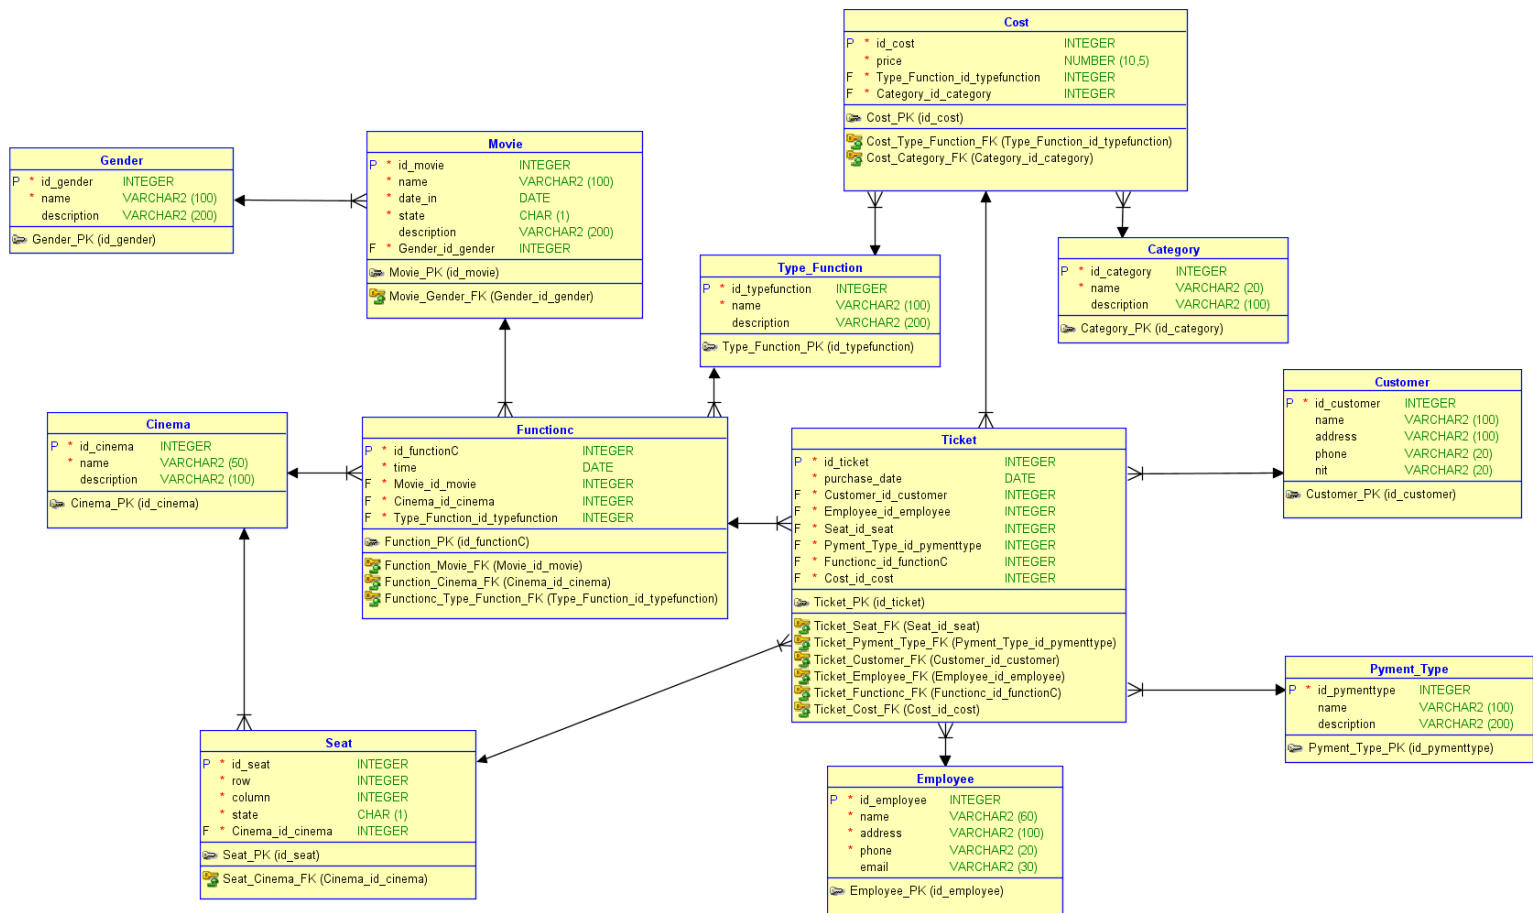 Cost
P * id_cost INTEGER
* price NUMBER (10,5)
F * Type_Function_id_typefunction INTEGER
F * Category_id_category INTEGER
Cost_PK (id_cost)
Cost_Type_Function_FK (Type_Function_id_typefunction)
Cost_Category_FK (Category_id_category)
Movie
P * id_movie INTEGER
* name VARCHAR2 (100)
* date_in DATE
* state CHAR (1)
description VARCHAR2 (200)
F * Gender_id_gender INTEGER
Movie_PK (id_movie)
Movie_Gender_FK (Gender_id_gender)
Gender
P * id_gender INTEGER
* name VARCHAR2 (100)
description VARCHAR2 (200)
Gender_PK (id_gender)
Category
P * id_category INTEGER
* name VARCHAR2 (20)
description VARCHAR2 (100)
Category_PK (id_category)
Type_Function
P * id_typefunction INTEGER
* name VARCHAR2 (100)
description VARCHAR2 (200)
Type_Function_PK (id_typefunction)
Customer
P * id_customer INTEGER
name VARCHAR2 (100)
address VARCHAR2 (100)
phone VARCHAR2 (20)
nit VARCHAR2 (20)
Customer_PK (id_customer)
Cinema
P * id_cinema INTEGER
* name VARCHAR2 (50)
description VARCHAR2 (100)
Cinema_PK (id_cinema)
Functionc
P * id_functionC INTEGER
* time DATE
F * Movie_id_movie INTEGER
F * Cinema_id_cinema INTEGER
F * Type_Function_id_typefunction INTEGER
Function_PK (id_functionC)
Function_Movie_FK (Movie_id_movie)
Function_Cinema_FK (Cinema_id_cinema)
Functionc_Type_Function_FK (Type_Function_id_typefunction)
Ticket
P * id_ticket INTEGER
* purchase_date DATE
F * Customer_id_customer INTEGER
F * Employee_id_employee INTEGER
F * Seat_id_seat INTEGER
F * Pyment_Type_id_pymenttype INTEGER
F * Functionc_id_functionC INTEGER
F * Cost_id_cost INTEGER
Ticket_PK (id_ticket)
Ticket_Seat_FK (Seat_id_seat)
Ticket_Pyment_Type_FK (Pyment_Type_id_pymenttype)
Ticket_Customer_FK (Customer_id_customer)
Ticket_Employee_FK (Employee_id_employee)
Ticket_Functionc_FK (Functionc_id_functionC)
Ticket_Cost_FK (Cost_id_cost)
Pyment_Type
P * id_pymenttype INTEGER
name VARCHAR2 (100)
description VARCHAR2 (200)
Pyment_Type_PK (id_pymenttype)
Seat
P * id_seat INTEGER
* row INTEGER
* column INTEGER
* state CHAR (1)
F * Cinema_id_cinema INTEGER
Seat_PK (id_seat)
Seat_Cinema_FK (Cinema_id_cinema)
Employee
P * id_employee INTEGER
* name VARCHAR2 (60)
* address VARCHAR2 (100)
* phone VARCHAR2 (20)
email VARCHAR2 (30)
Employee_PK (id_employee)